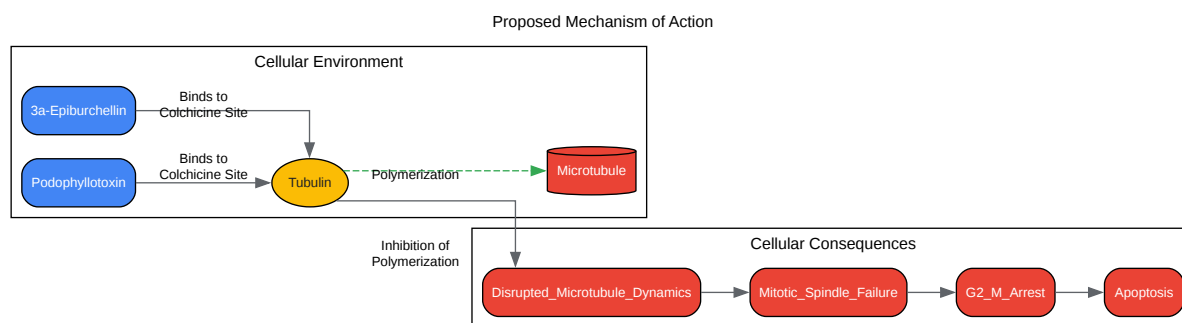 Proposed Mechanism of Action
Cellular Environment
3a-Epiburchellin
Binds to
Colchicine Site
Podophyllotoxin
Binds to
Colchicine Site
Tubulin
Polymerization
Microtubule
Inhibition of
Polymerization
Cellular Consequences
Disrupted_Microtubule_Dynamics
Mitotic_Spindle_Failure
G2_M_Arrest
Apoptosis